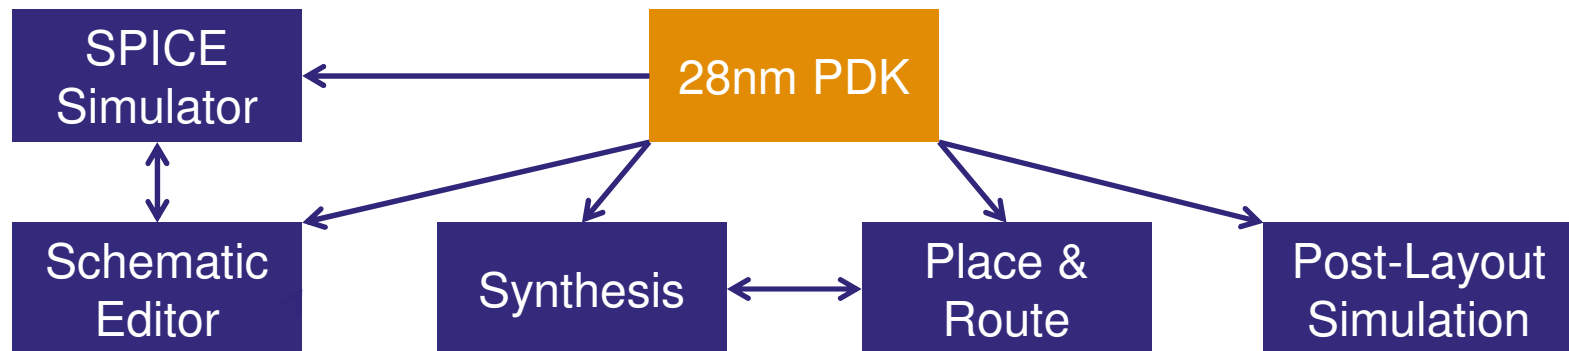 SPICE
Simulator
28nm PDK
Schematic
Editor
Synthesis
Place &
Route
Post-Layout
Simulation